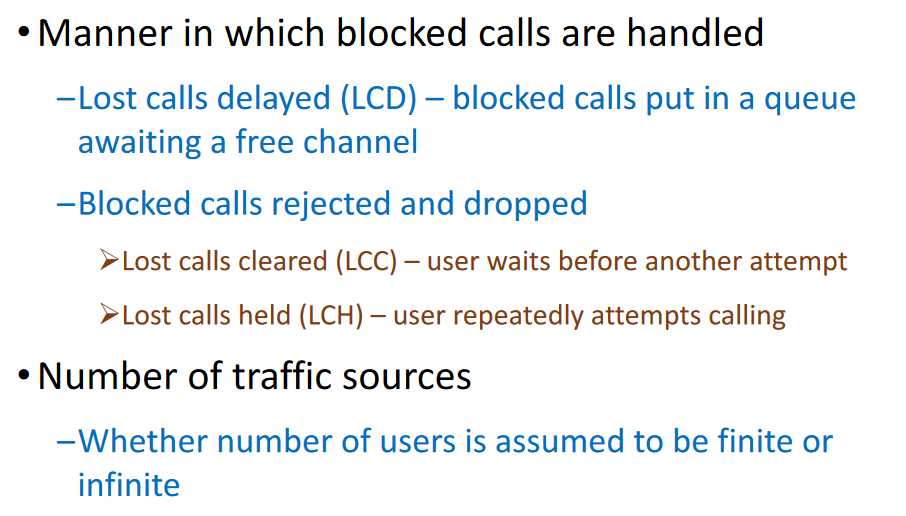 • Manner in which blocked calls are handled
–Lost calls delayed (LCD) – blocked calls put in a queue
awaiting a free channel
–Blocked calls rejected and dropped
➢Lost calls cleared (LCC) – user waits before another attempt
➢Lost calls held (LCH) – user repeatedly attempts calling
• Number of traffic sources
–Whether number of users is assumed to be finite or
infinite